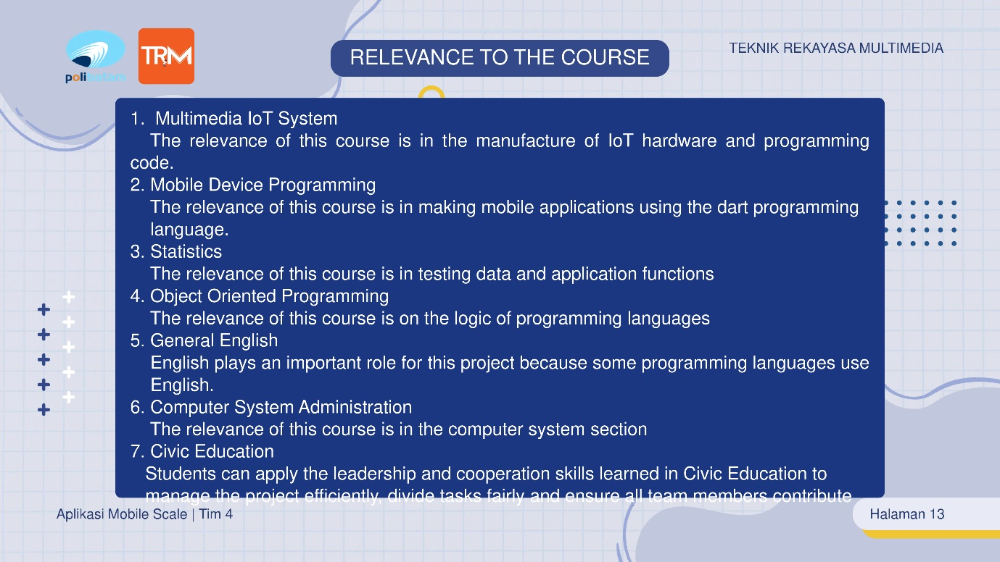 polibatam
TRM
RELEVANCE TO THE COURSE
TEKNIK REKAYASA MULTIMEDIA
1. Multimedia IoT System
The relevance of this course is in the manufacture of IoT hardware and programming
code.
2. Mobile Device Programming
The relevance of this course is in making mobile applications using the dart programming
language.
3. Statistics
The relevance of this course is in testing data and application functions
4. Object Oriented Programming
The relevance of this course is on the logic of programming languages
5. General English
English plays an important role for this project because some programming languages use
English.
6. Computer System Administration
The relevance of this course is in the computer system section
7. Civic Education
Students can apply the leadership and cooperation skills learned in Civic Education to
manage the project efficiently, divide tasks fairly and ensure all team members contribute
Aplikasi Mobile Scale | Tim 4
Halaman 13